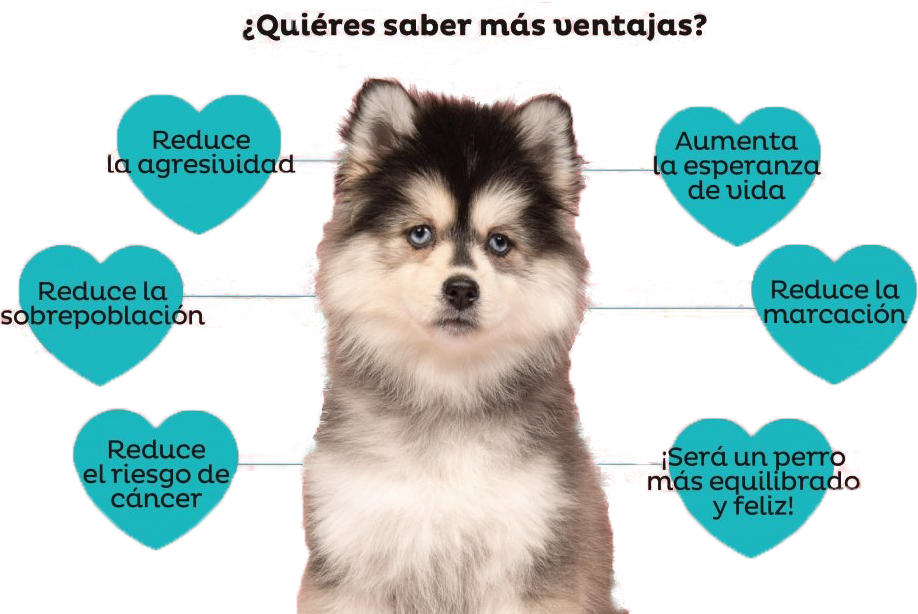 ¿Quiéres saber más ventajas?
Reduce
la agresividad
Aumenta
la esperanza
de vida
Reduce la
sobrepoblación
Reduce la
marcación
Reduce
el riesgo de
cáncer
¡Será un perro
más equilibrado
y feliz!